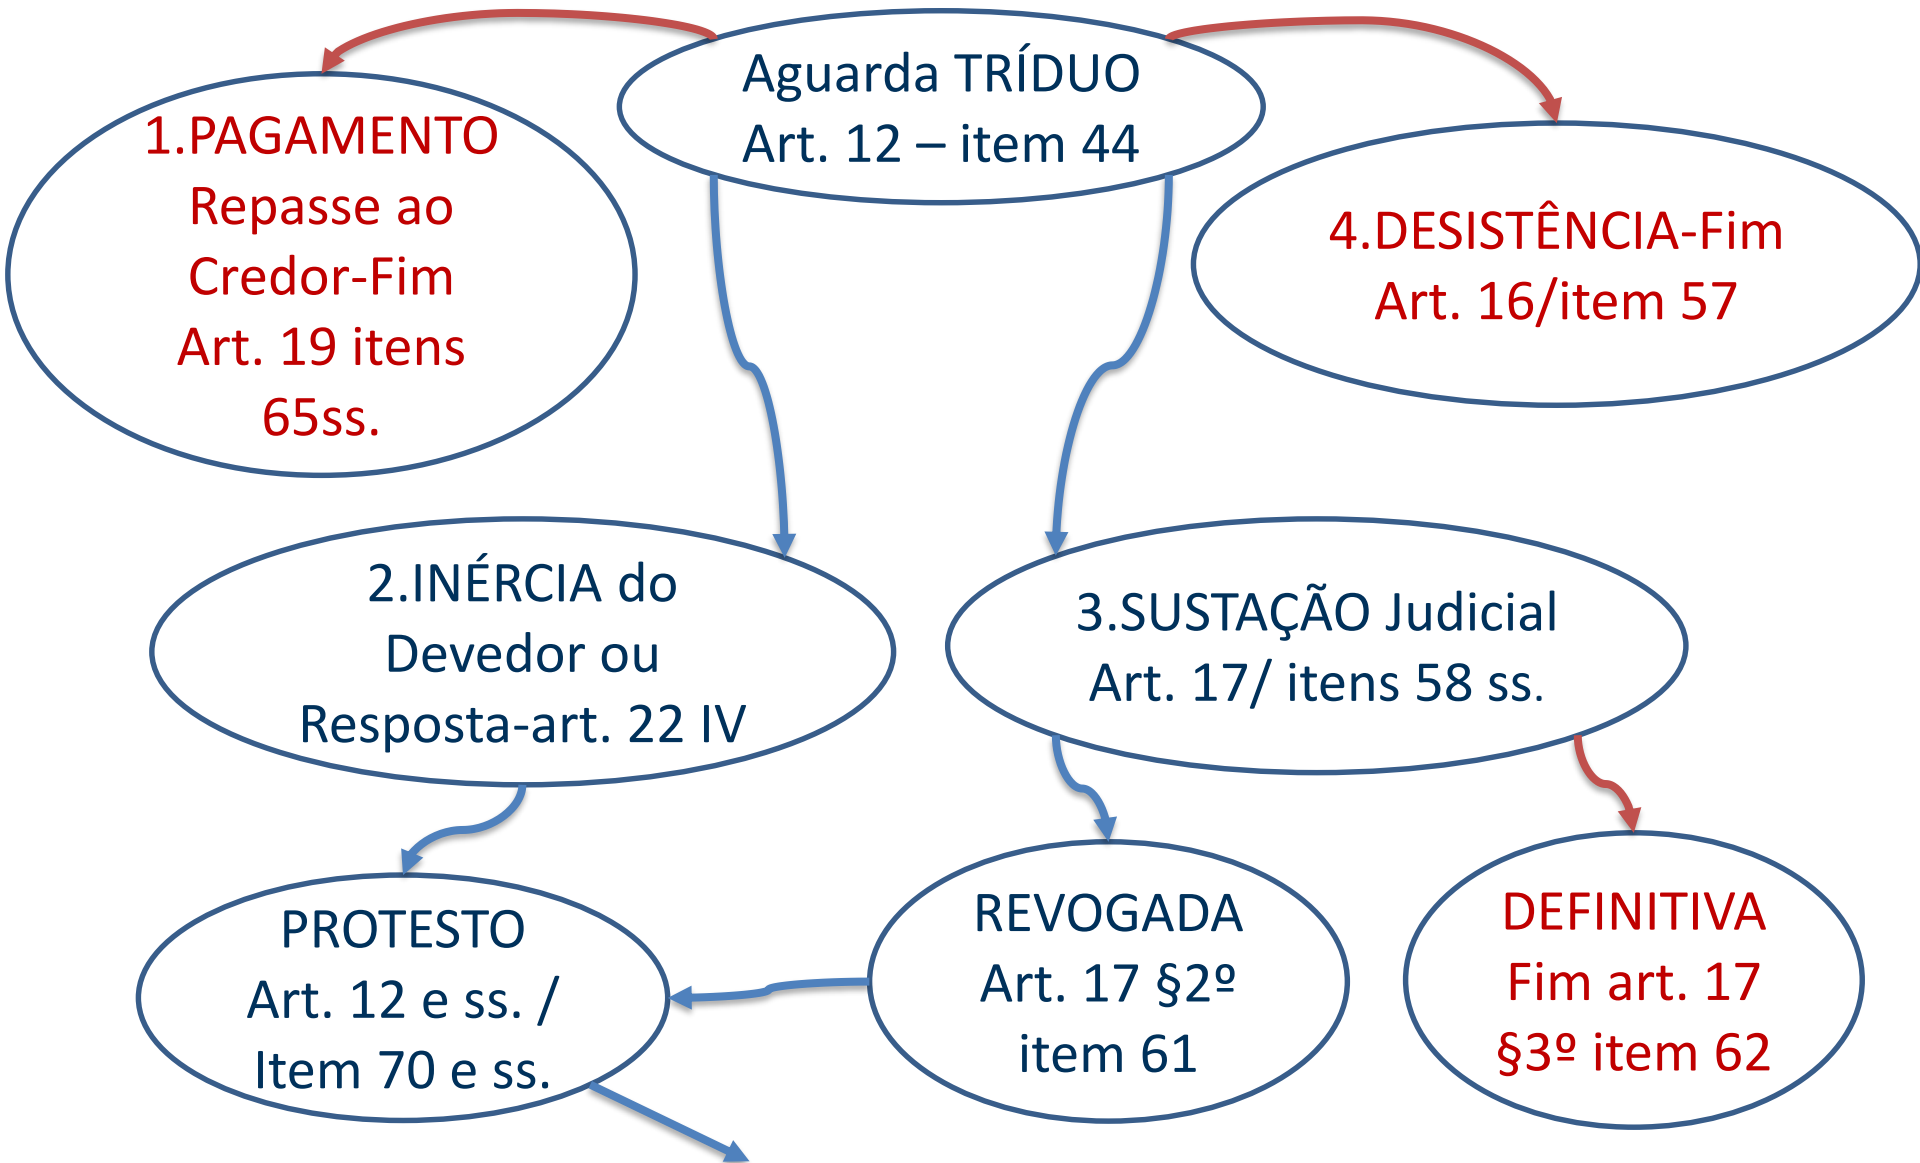 Aguarda TRÍDUO
Art. 12 – item 44
1.PAGAMENTO
Repasse ao
Credor-Fim
Art. 19 itens
65ss.
4.DESISTÊNCIA-Fim
Art. 16/item 57
2.INÉRCIA do
Devedor ou
Resposta-art. 22 IV
3.SUSTAÇÃO Judicial
Art. 17/ itens 58 ss.
PROTESTO
Art. 12 e ss. /
Item 70 e ss.
REVOGADA
Art. 17 §2º
item 61
DEFINITIVA
Fim art. 17
§3º item 62